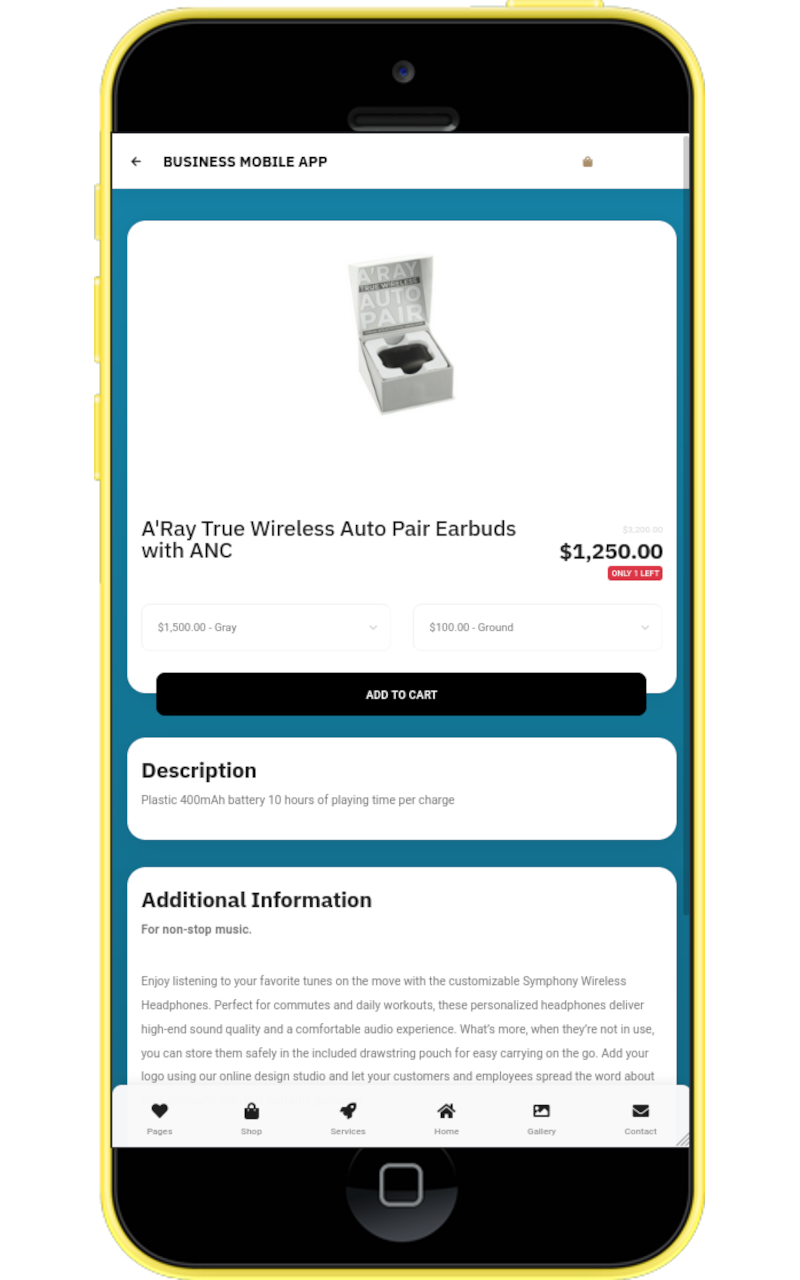 BUSINESS MOBILE APP
A'RAY
TRUE WIRELESS
AUTO
PAIR
A'Ray True Wireless Auto Pair Earbuds
with ANC
$3,200.00
$1,250.00
ONLY 1 LEFT
$1,500.00 - Gray
$100.00 - Ground
ADD TO CART
Description
Plastic 400mAh battery 10 hours of playing time per charge
Additional Information
For non-stop music.
Enjoy listening to your favorite tunes on the move with the customizable Symphony Wireless
Headphones. Perfect for commutes and daily workouts, these personalized headphones deliver
high-end sound quality and a comfortable audio experience. What’s more, when they’re not in use,
you can store them safely in the included drawstring pouch for easy carrying on the go. Add your
logo using our online design studio and let your customers and employees spread the word about
Pages
Shop
Services
Home
Gallery
Contact